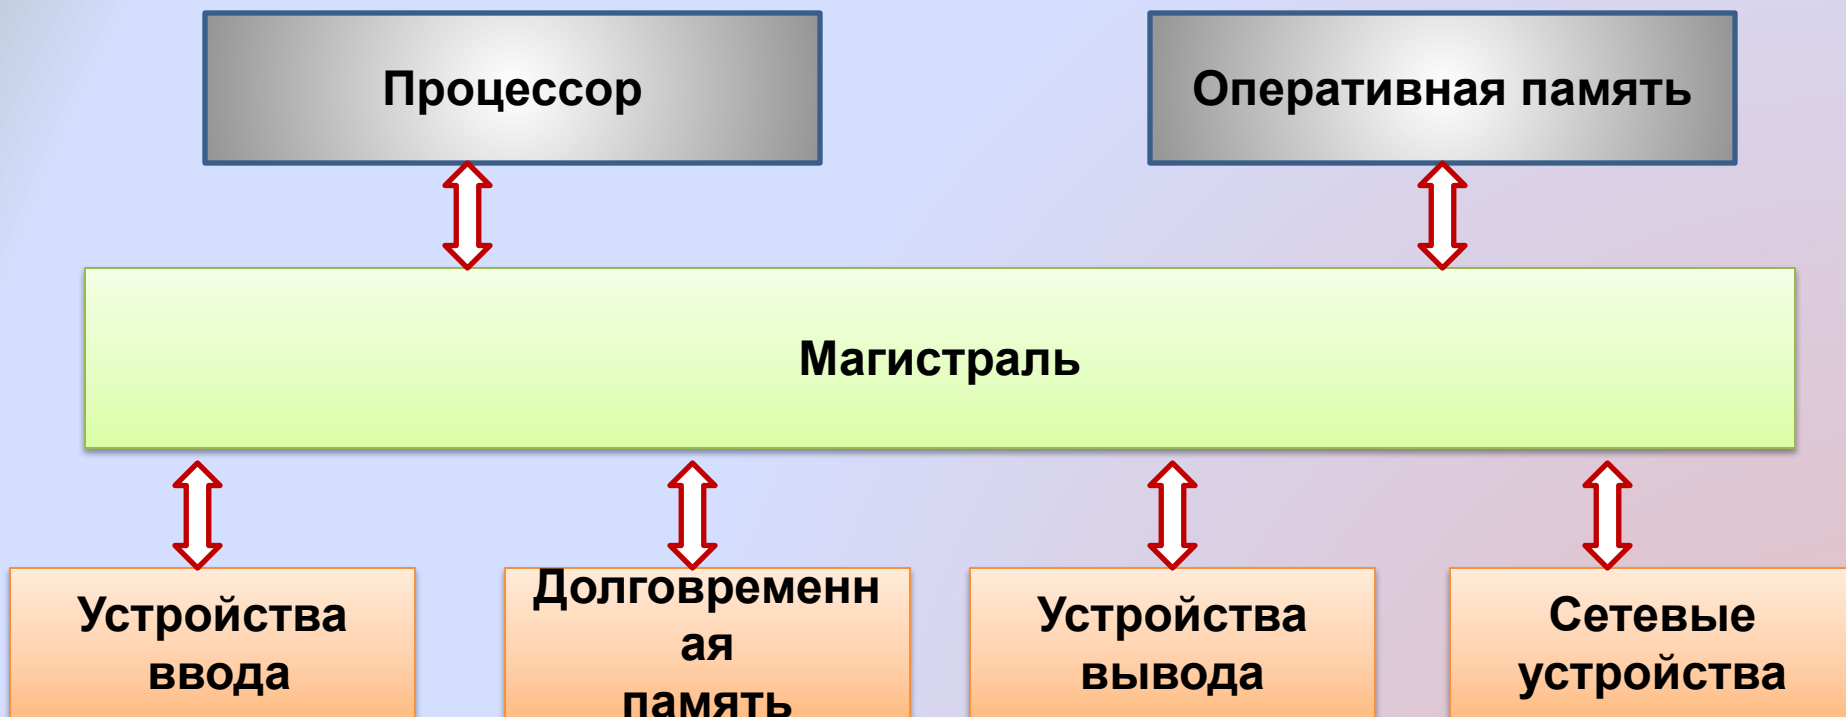 Процессор
Оперативная память
Магистраль
Устройства
ввода
Долговременн
ая
память
Устройства
вывода
Сетевые
устройства